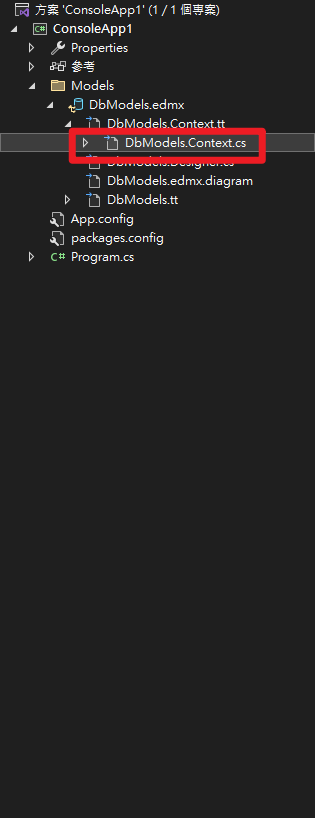 方案 'ConsoleApp1' (1 / 1 個專案)
C# ConsoleApp1
Properties
參考
Models
DbModels.edmx
DbModels.Context.tt
DbModels.Context.cs
DbModels.Designer.cs
DbModels.edmx.diagram
DbModels.tt
App.config
packages.config
C# Program.cs